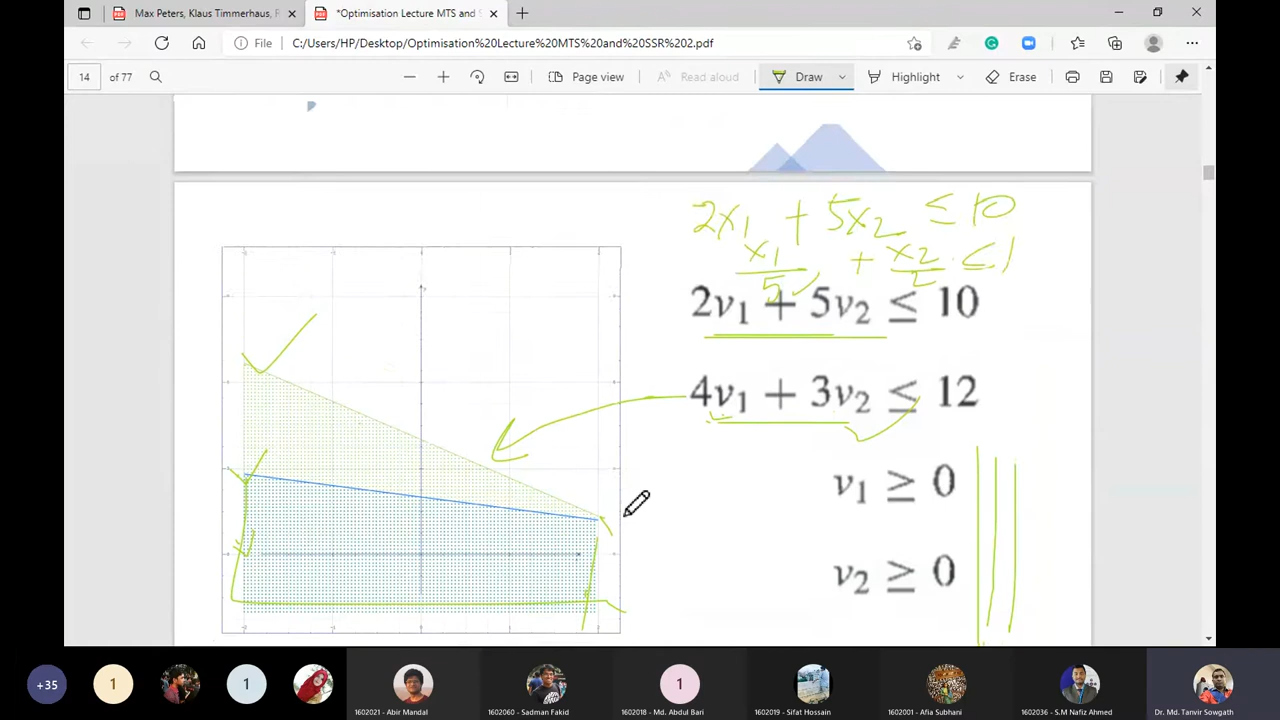 Max Peters, Klaus Timmerhaus, F
*Optimisation Lecture MTS and S
File
C:/Users/HP/Desktop/Optimisation%20Lecture%20MTS%20and%20SSR%202.pdf
14 of 77
Page view
Read aloud
Draw
Highlight
Erase
2x₁ + 5x₂ ≤ 10
x₁/5 + x₂/2 ≤ 1
2v₁ + 5v₂ ≤ 10
4v₁ + 3v₂ ≤ 12
v₁ ≥ 0
v₂ ≥ 0
+35
1
1
1
1602021 - Abir Mandal
1602060 - Sadman Fakid
1602018 - Md. Abdul Bari
1602019 - Sifat Hossain
1602001 - Afia Subhani
1602036 - S.M Nafiz Ahmed
Dr. Md. Tanvir Sowgath